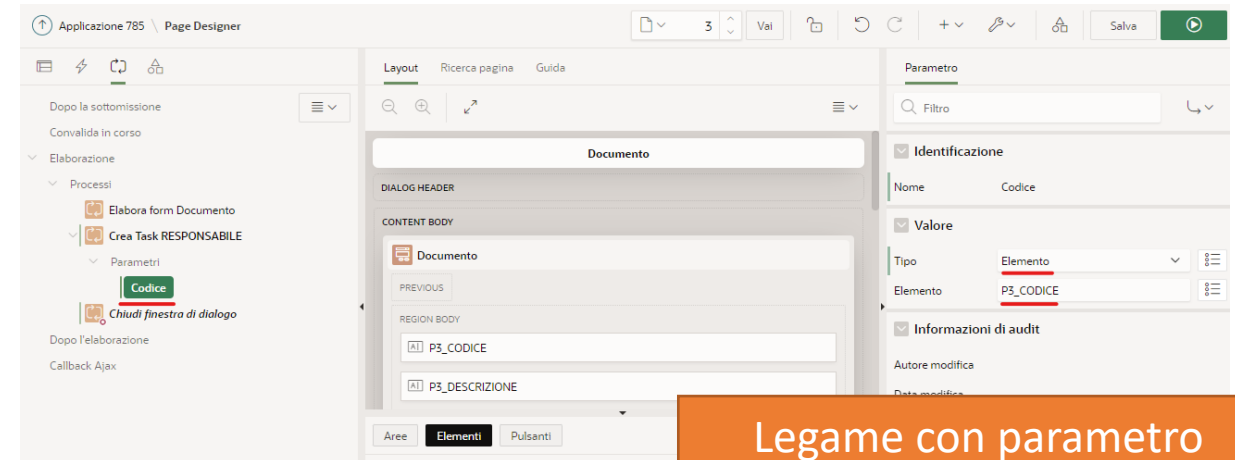 Applicazione 785 \ Page Designer
3
Vai
Salva
Layout
Ricerca pagina
Guida
Parametro
Dopo la sottomissione
Convalida in corso
Elaborazione
Processi
Elabora form Documento
Crea Task RESPONSABILE
Parametri
Codice
Chiudi finestra di dialogo
Dopo l'elaborazione
Callback Ajax
Documento
DIALOG HEADER
CONTENT BODY
Documento
PREVIOUS
REGION BODY
P3_CODICE
P3_DESCRIZIONE
Aree
Elementi
Pulsanti
Filtro
Identificazione
Nome Codice
Valore
Tipo Elemento
Elemento P3_CODICE
Informazioni di audit
Autore modifica
Data modifica
Legame con parametro